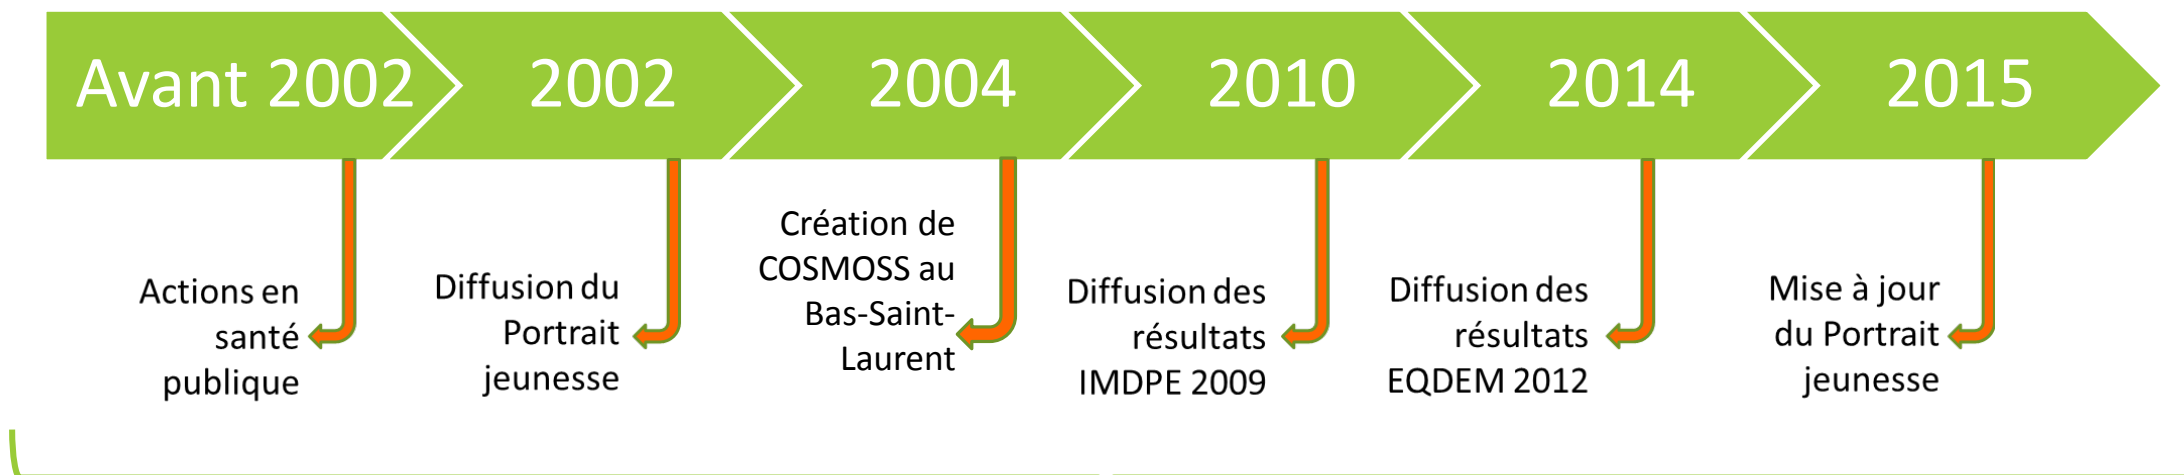 Avant 2002
2002
2004
2010
2014
2015
Actions en
santé
publique
Diffusion du
Portrait
jeunesse
Création de
COSMOSS au
Bas-Saint-
Laurent
Diffusion des
résultats
IMDPE 2009
Diffusion des
résultats
EQDEM 2012
Mise à jour
du Portrait
jeunesse